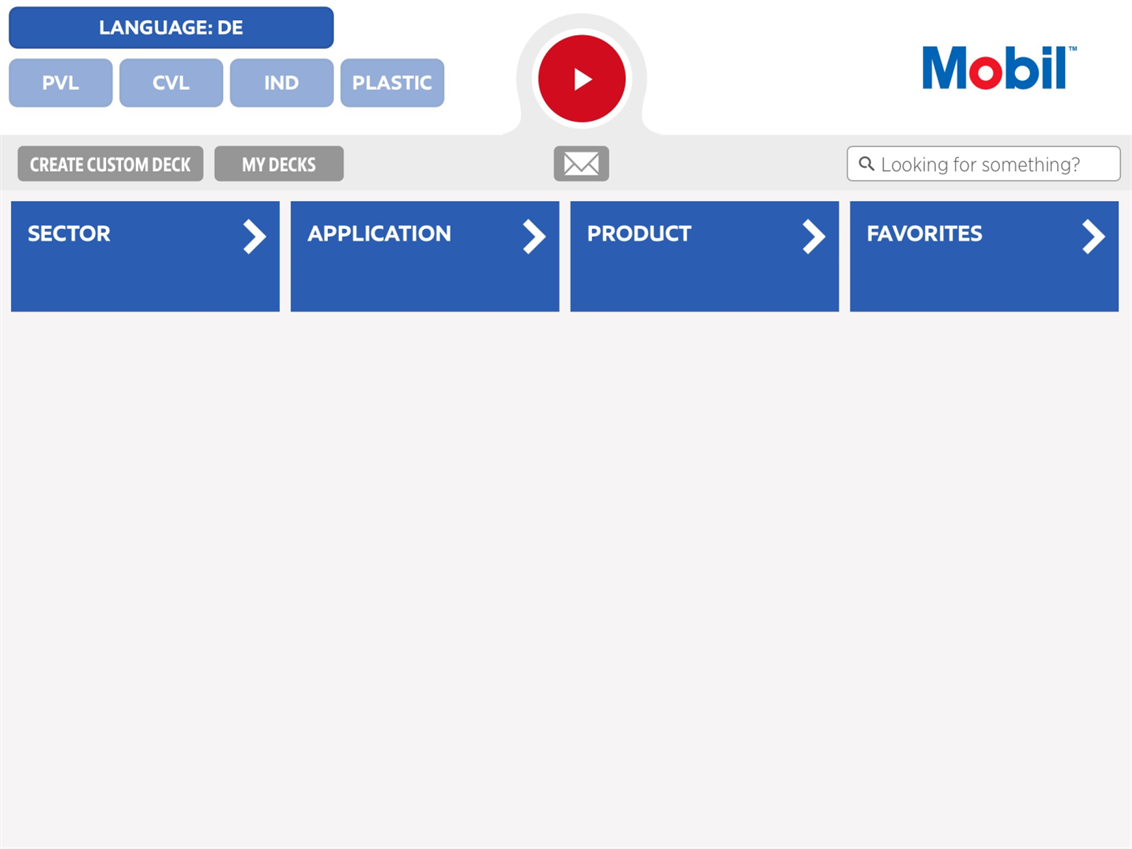 LANGUAGE: DE
PVL CVL IND PLASTIC
Mobil™
CREATE CUSTOM DECK MY DECKS Looking for something?
SECTOR APPLICATION PRODUCT FAVORITES